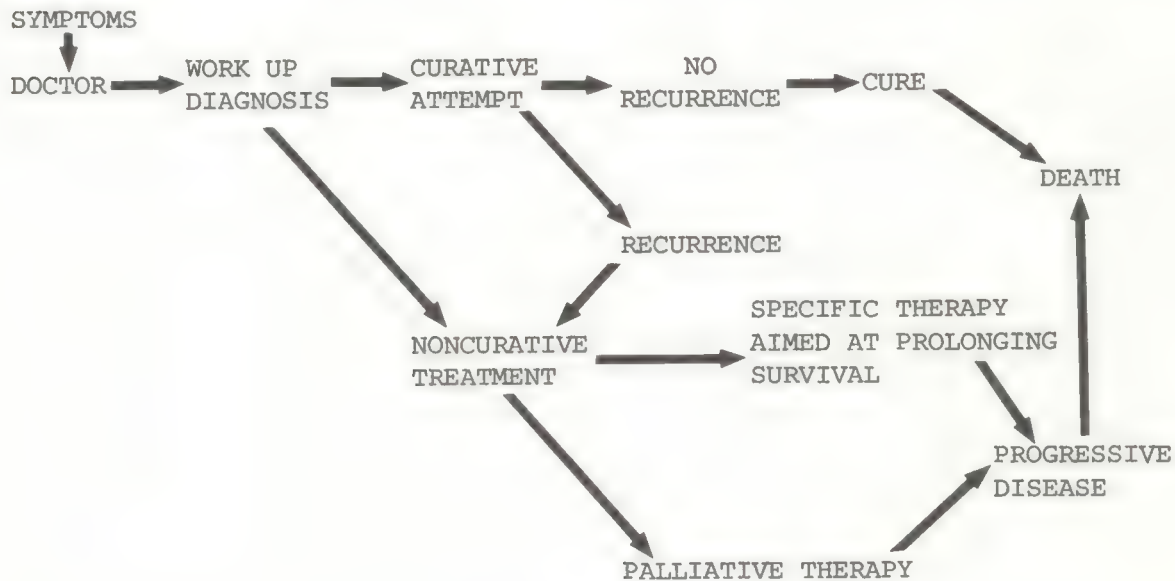 SYMPTOMS
DOCTOR
WORK UP
DIAGNOSIS
CURATIVE
ATTEMPT
NO
RECURRENCE
CURE
DEATH
RECURRENCE
NONCURATIVE
TREATMENT
SPECIFIC THERAPY
AIMED AT PROLONGING
SURVIVAL
PROGRESSIVE
DISEASE
PALLIATIVE THERAPY